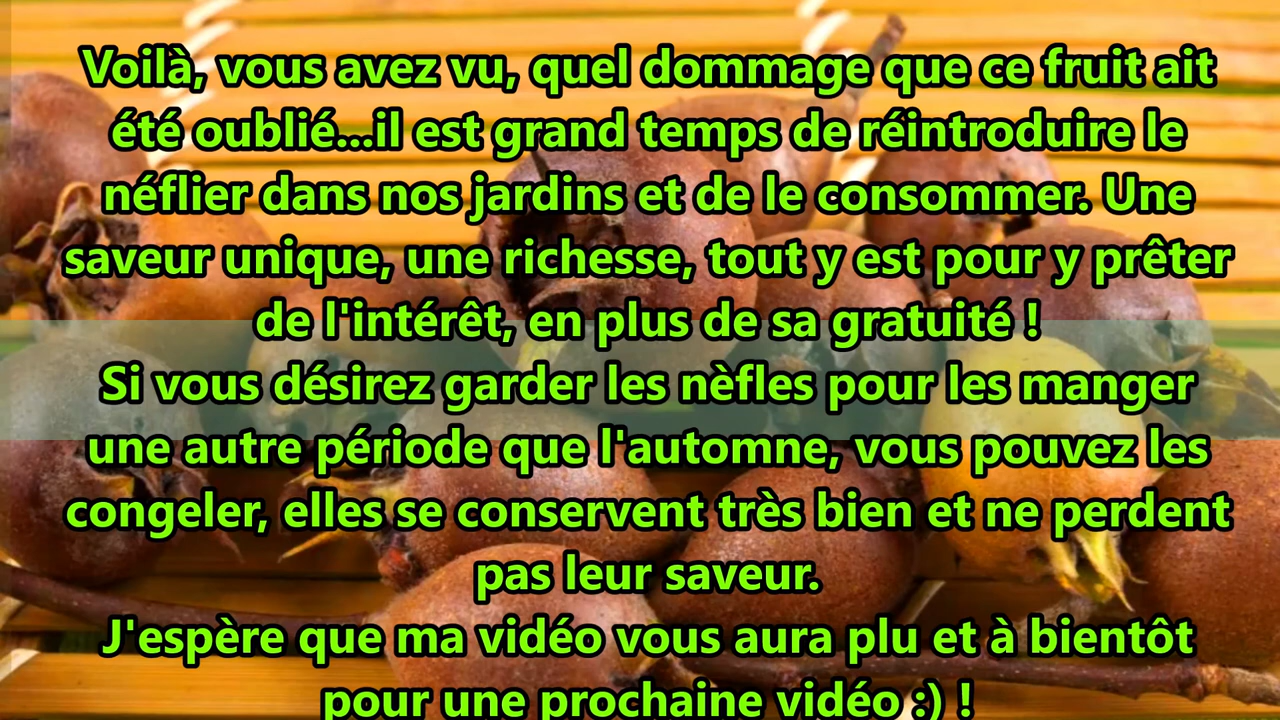 Voilà, vous avez vu, quel dommage que ce fruit ait
été oublié...il est grand temps de réintroduire le
néflier dans nos jardins et de le consommer. Une
saveur unique, une richesse, tout y est pour y prêter
de l'intérêt, en plus de sa gratuité !
Si vous désirez garder les nèfles pour les manger
une autre période que l'automne, vous pouvez les
congeler, elles se conservent très bien et ne perdent
pas leur saveur.
J'espère que ma vidéo vous aura plu et à bientôt
pour une prochaine vidéo :) !